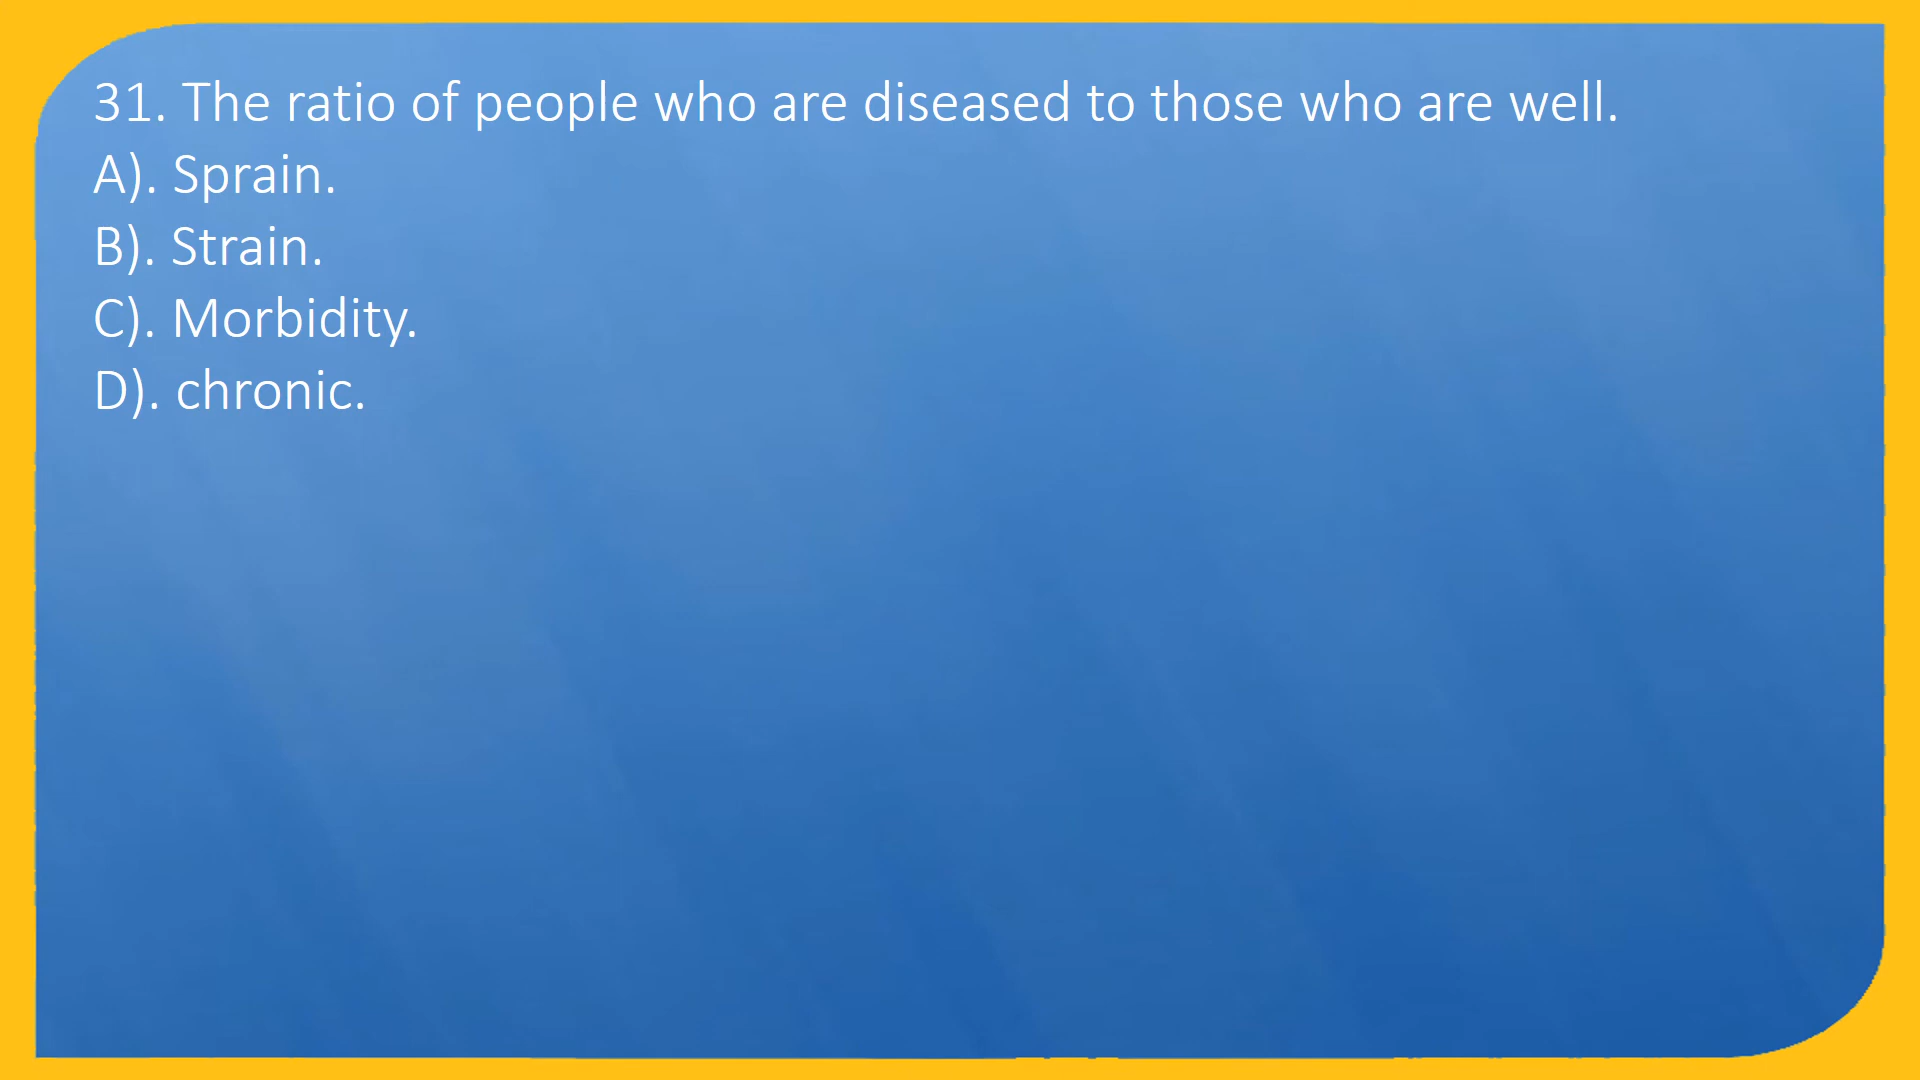 31. The ratio of people who are diseased to those who are well.
A). Sprain.
B). Strain.
C). Morbidity.
D). chronic.